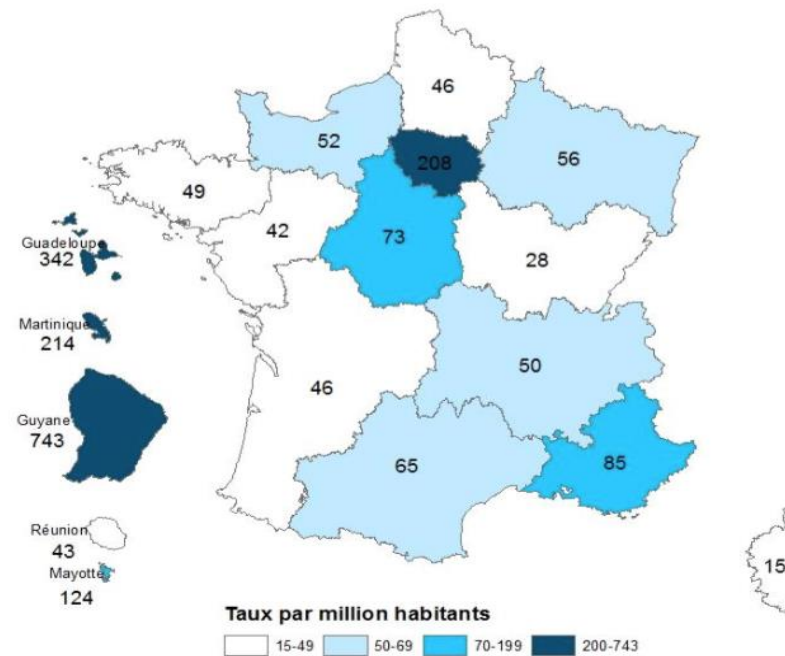 46
52
208
56
49
42
73
28
Guadeloupe
342
Martinique
214
50
46
Guyane
743
65
85
Réunion
43
Mayotte
124
15
Taux par million habitants
15-49 50-69 70-199 200-743